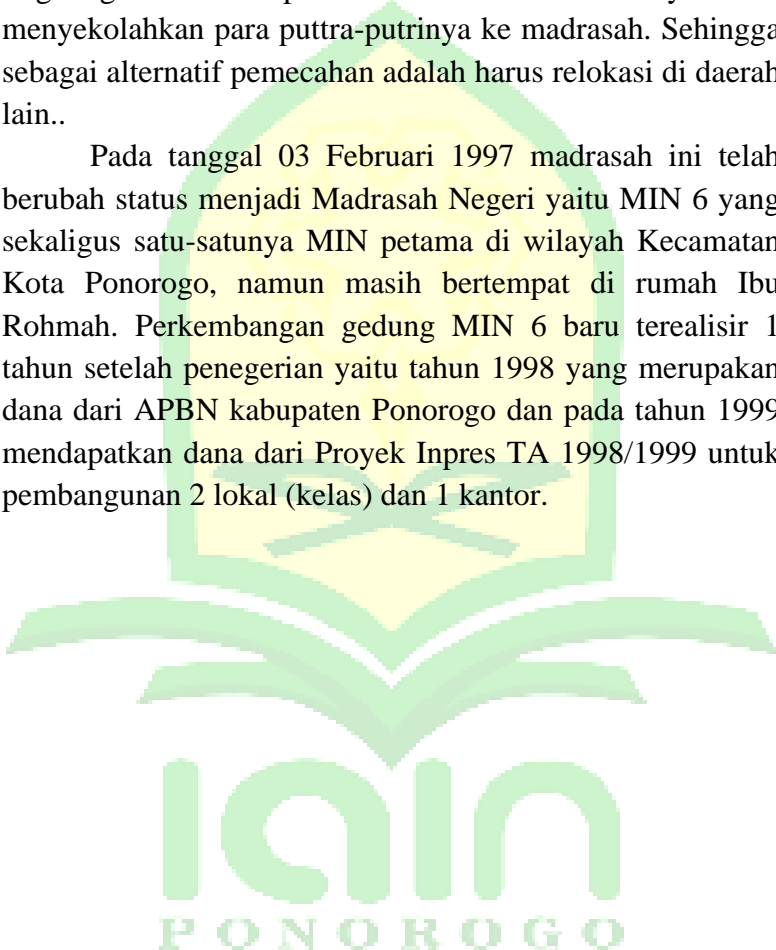 menyekolahkan para puttra-putrinya ke madrasah. Sehingga
sebagai alternatif pemecahan adalah harus relokasi di daerah
lain..
Pada tanggal 03 Februari 1997 madrasah ini telah
berubah status menjadi Madrasah Negeri yaitu MIN 6 yang
sekaligus satu-satunya MIN petama di wilayah Kecamatan
Kota Ponorogo, namun masih bertempat di rumah Ibu
Rohmah. Perkembangan gedung MIN 6 baru terealisir 1
tahun setelah penegerian yaitu tahun 1998 yang merupakan
dana dari APBN kabupaten Ponorogo dan pada tahun 1999
mendapatkan dana dari Proyek Inpres TA 1998/1999 untuk
pembangunan 2 lokal (kelas) dan 1 kantor.
iain
PONOROGO